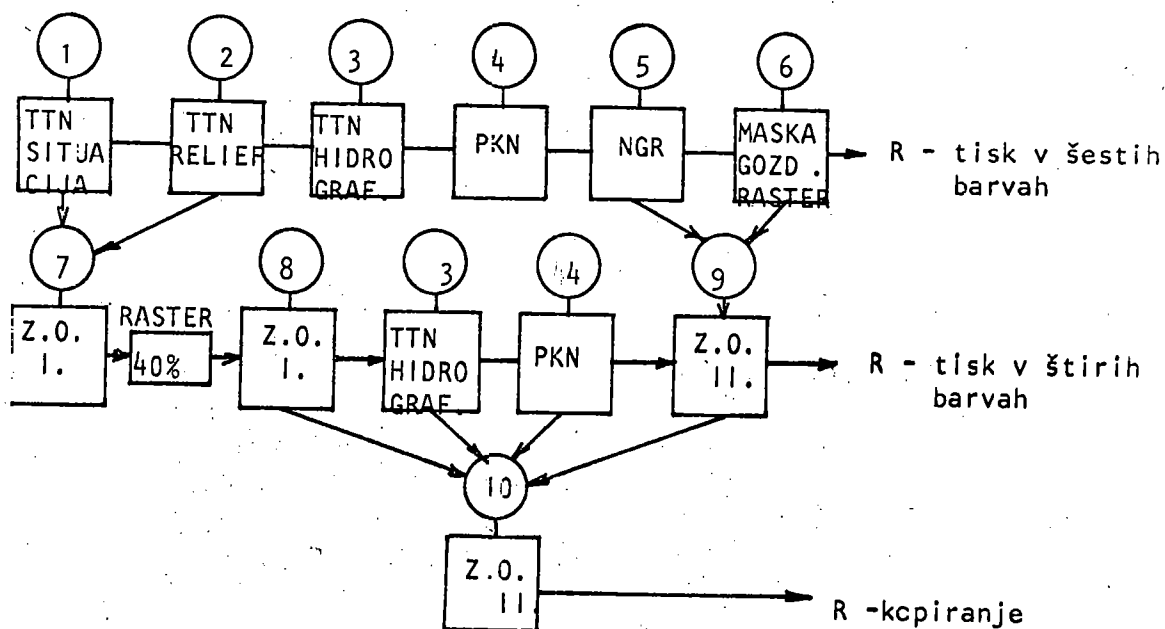 1
2
3
4
5
6
TTN
SITUA
CIJA
TTN
RELIEF
TTN
HIDRO
GRAF.
PKN
NGR
MASKA
GOZD.
RASTER
R - tisk v šestih
barvah
7
8
3
4
9
Z.O.
I.
RASTER
40%
Z.O.
I.
TTN
HIDRO
GRAF.
PKN
Z.O.
II.
R - tisk v štirih
barvah
10
Z.O.
II
R -kopiranje